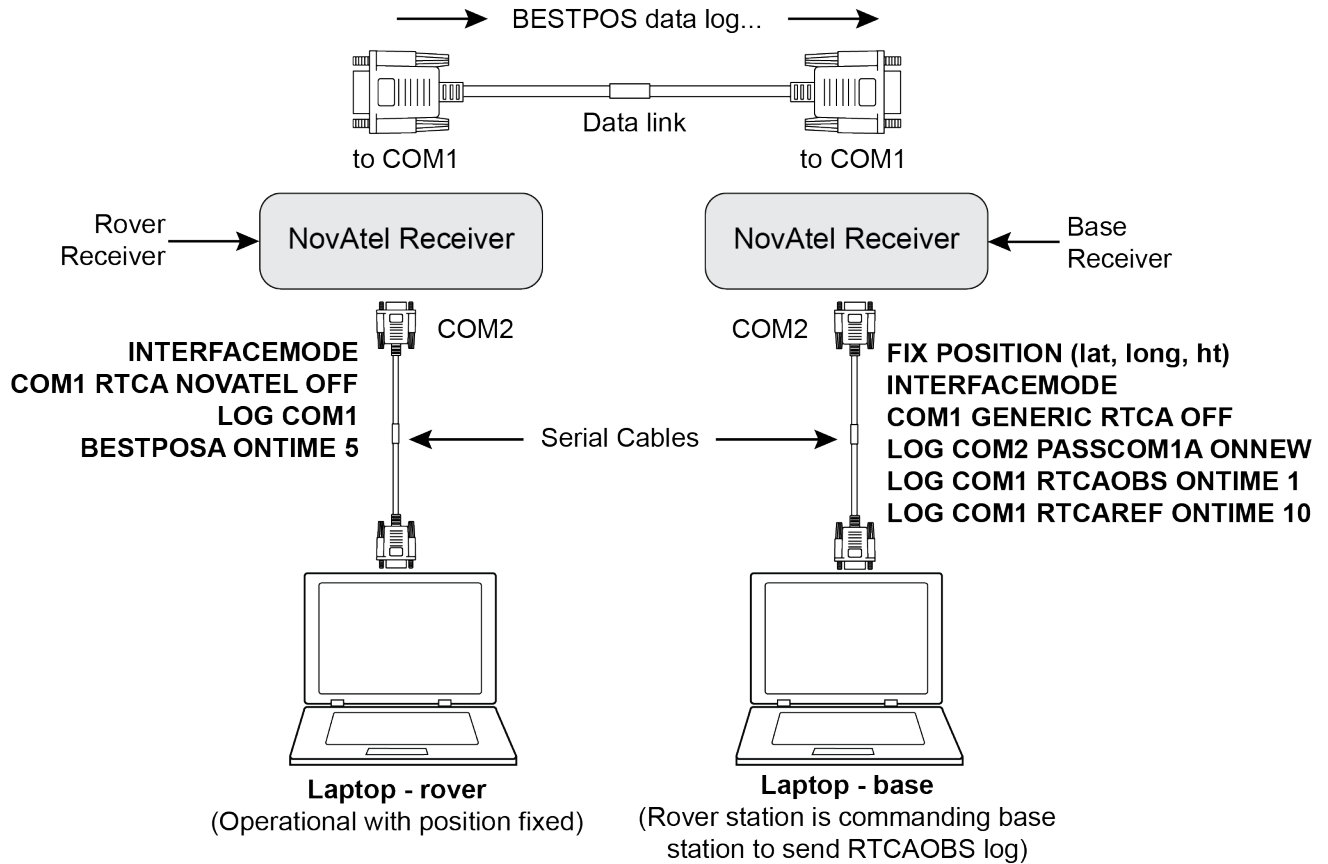 BESTPOS data log...
Data link
to COM1
to COM1
Rover
Receiver
NovAtel Receiver
NovAtel Receiver
Base
Receiver
COM2
COM2
INTERFACEMODE
COM1 RTCA NOVATEL OFF
LOG COM1
BESTPOSA ONTIME 5
Serial Cables
FIX POSITION (lat, long, ht)
INTERFACEMODE
COM1 GENERIC RTCA OFF
LOG COM2 PASSCOM1A ONNEW
LOG COM1 RTCAOBS ONTIME 1
LOG COM1 RTCAREF ONTIME 10
Laptop - rover
(Operational with position fixed)
Laptop - base
(Rover station is commanding base
station to send RTCAOBS log)